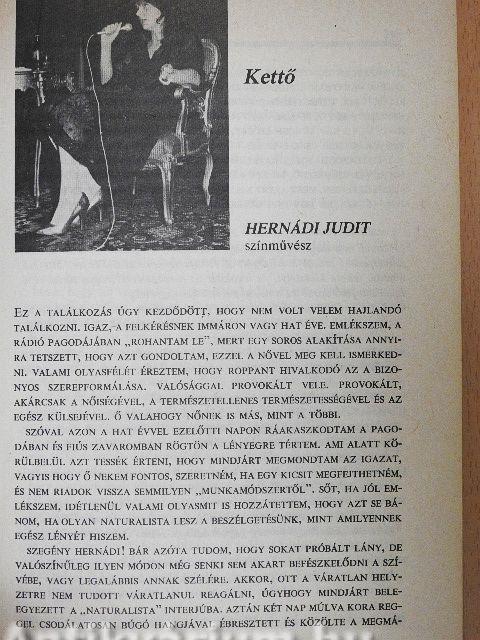 Kettő
HERNÁDI JUDIT
színművész
EZ A TALÁLKOZÁS ÚGY KEZDŐDÖTT, HOGY NEM VOLT VELEM HAJLANDÓ
TALÁLKOZNI. IGAZ, A FELKÉRÉSNEK IMMÁRON VAGY HAT ÉVE. EMLÉKSZEM, A
RÁDIÓ PAGODÁJÁBAN „ROHANTAM LE”, MERT EGY SOROS ALAKÍTÁSA ANNYI-
RA TETSZETT, HOGY AZT GONDOLTAM, EZZEL A NŐVEL MEG KELL ISMERKED-
NI. VALAMI OLYASFÉLÉT ÉREZTEM, HOGY ROPPANT HIVALKODÓ AZ A BIZO-
NYOS SZEREPFORMÁLÁSA. VALÓSÁGGAL PROVOKÁLT VELE. PROVOKÁLT,
AKÁRCSAK A NŐISÉGÉVEL, A TERMÉSZETELLENES TERMÉSZETESSÉGÉVEL ÉS AZ
EGÉSZ KÜLSEJÉVEL. Ő VALAHOGY NŐNEK IS MÁS, MINT A TÖBBI.
SZÓVAL AZON A HAT ÉVVEL EZELŐTTI NAPON RÁAKASZKODTAM A PAGO-
DÁBAN ÉS FIÚS ZAVAROMBAN RÖGTÖN A LÉNYEGRE TÉRTEM. AMI ALATT KÖ-
RÜLBELÜL AZT TESSÉK ÉRTENI, HOGY MINDJÁRT MEGMONDTAM AZ IGAZAT,
VAGYIS HOGY Ő NEKEM FONTOS, SZERETNÉM, HA EGY KICSIT MEGFEJTHETNÉM,
ÉS NEM RIADOK VISSZA SEMMILYEN „MUNKAMÓDSZERTŐL”. SŐT, HA JÓL EM-
LÉKSZEM, IDÉTLENÜL VALAMI OLYASMIT IS HOZZÁTETTEM, HOGY AZT SE BÁ-
NOM, HA OLYAN NATURALISTA LESZ A BESZÉLGETÉSÜNK, MINT AMILYENNEK
EGÉSZ LÉNYÉT HISZEM.
SZEGÉNY HERNÁDI! BÁR AZÓTA TUDOM, HOGY SOKAT PRÓBÁLT LÁNY, DE
VALÓSZÍNŰLEG ILYEN MÓDON MÉG SENKI SEM AKART BEFÉSZKELŐDNI A SZÍ-
VÉBE, VAGY LEGALÁBBIS ANNAK SZÉLÉRE. AKKOR, OTT A VÁRATLAN HELY-
ZETRE NEM TUDOTT VÁRATLANUL REAGÁLNI, ÚGYHOGY MINDJÁRT BELE-
EGYEZETT A „NATURALISTA” INTERJÚBA. AZTÁN KÉT NAP MÚLVA KORA REG-
GEL CSODÁLATOSAN BÚGÓ HANGJÁVAL ÉBRESZTETT ÉS KÖZÖLTE A MEGMÁ-